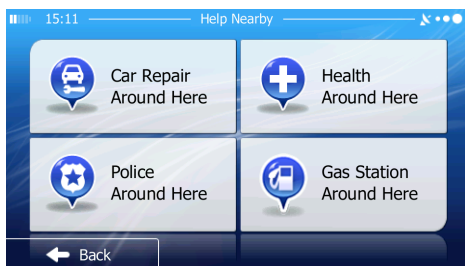 15:11
Help Nearby
Car Repair
Around Here
Health
Around Here
Police
Around Here
Gas Station
Around Here
Back